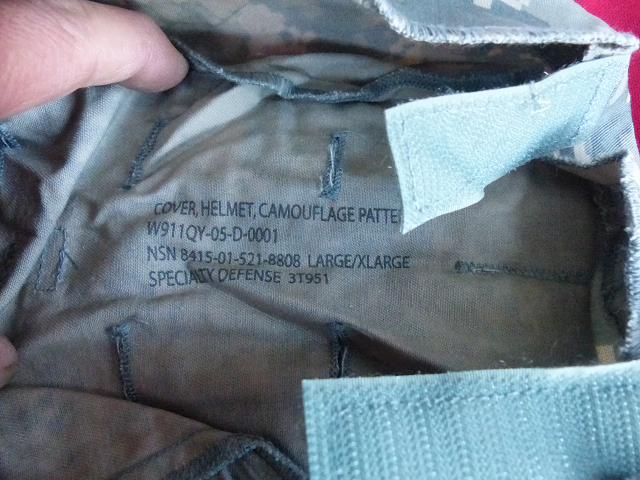 COVER, HELMET, CAMOUFLAGE PATTE
W911QY-05-D-0001
NSN 8415-01-521-8808 LARGE/XLARGE
SPECIALTY DEFENSE 3T951